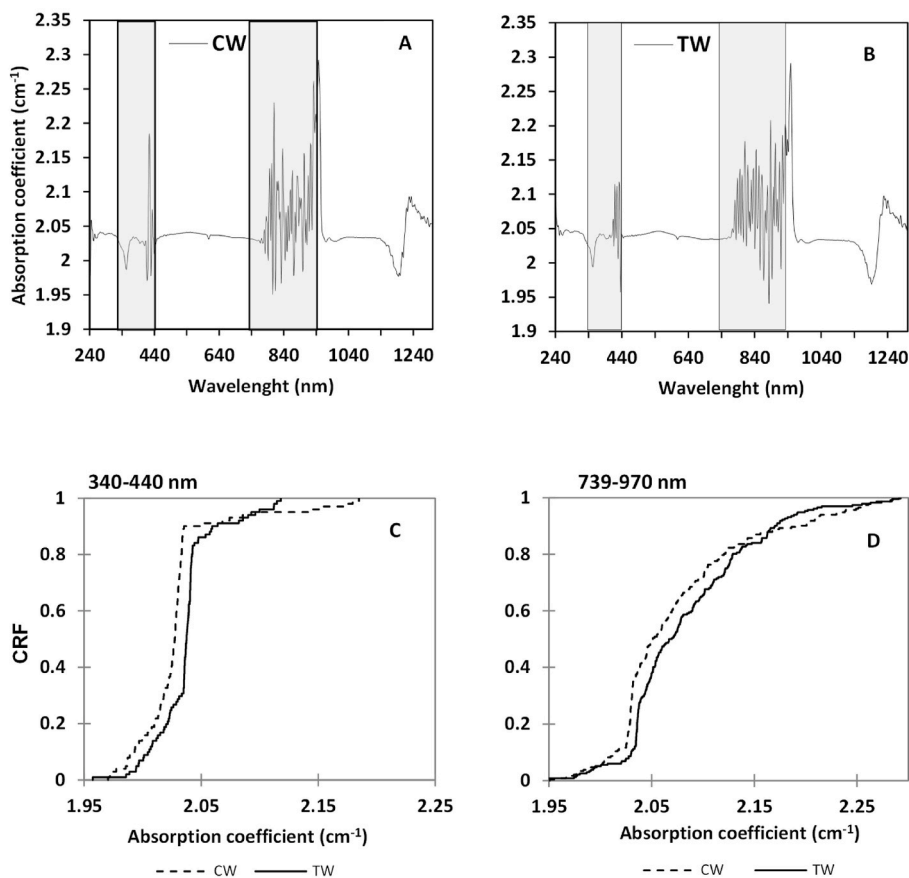 A
CW
Absorption coefficient (cm⁻¹)
2.35
2.3
2.25
2.2
2.15
2.1
2.05
2
1.95
1.9
240 440 640 840 1040 1240
Wavelenght (nm)
B
TW
2.35
2.3
2.25
2.2
2.15
2.1
2.05
2
1.95
1.9
240 440 640 840 1040 1240
Wavelenght (nm)
340-440 nm
C
CRF
1
0.8
0.6
0.4
0.2
0
1.95 2.05 2.15 2.25
Absorption coefficient (cm⁻¹)
CW TW
739-970 nm
D
1
0.8
0.6
0.4
0.2
0
1.95 2.05 2.15 2.25
Absorption coefficient (cm⁻¹)
CW TW